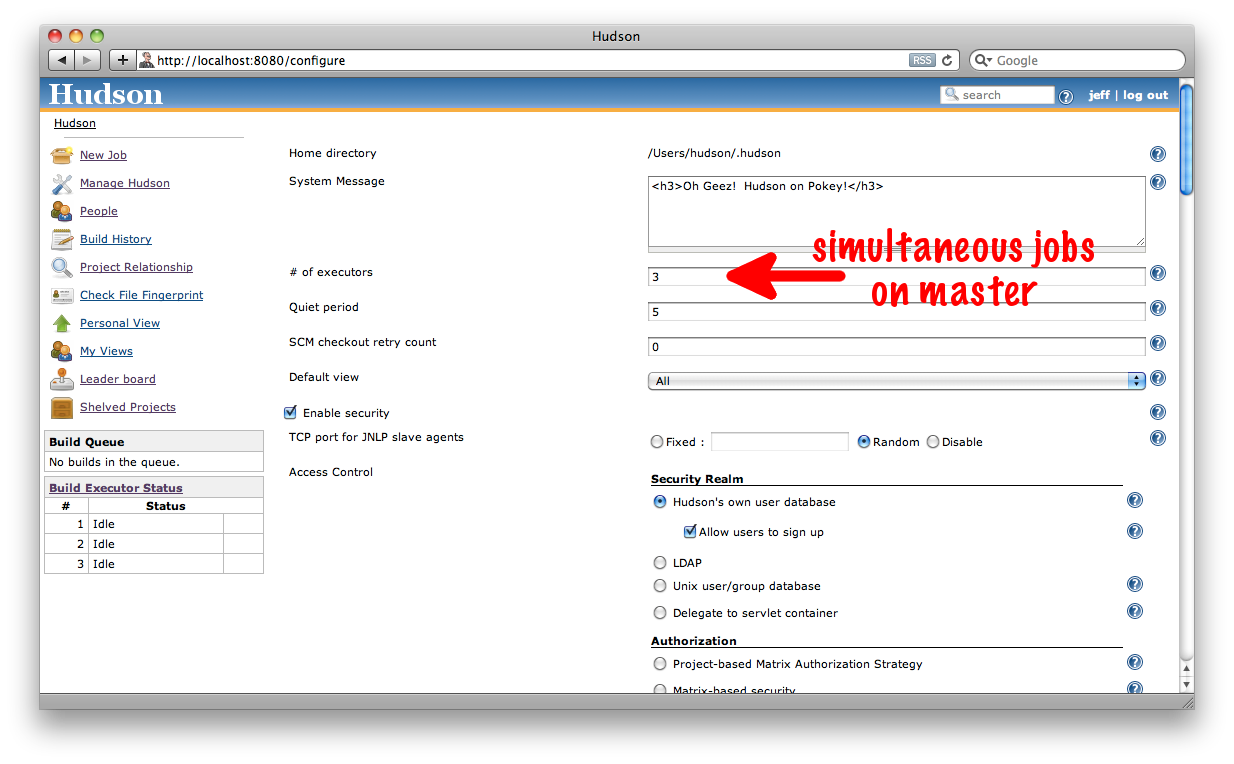 Hudson
http://localhost:8080/configure
RSS
Google
Hudson
search
jeff | log out
Hudson
New Job
Manage Hudson
People
Build History
Project Relationship
Check File Fingerprint
Personal View
My Views
Leader board
Shelved Projects
Build Queue
No builds in the queue.
Build Executor Status
# Status
1 Idle
2 Idle
3 Idle
Home directory /Users/hudson/.hudson
System Message <h3>Oh Geez!  Hudson on Pokey!</h3>
simultaneous jobs
on master
# of executors 3
Quiet period 5
SCM checkout retry count 0
Default view All
Enable security
TCP port for JNLP slave agents Fixed : Random Disable
Access Control
Security Realm
Hudson's own user database
Allow users to sign up
LDAP
Unix user/group database
Delegate to servlet container
Authorization
Project-based Matrix Authorization Strategy
Matrix-based security